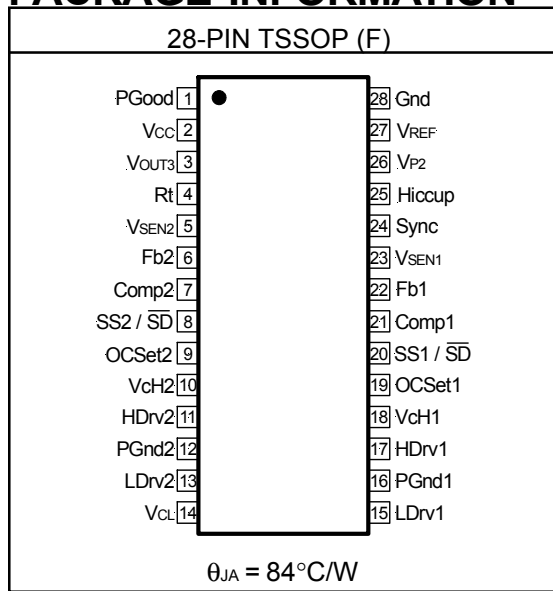 PACKAGE INFORMATION
28-PIN TSSOP (F)
PGood 1 28 Gnd
VCC 2 27 VREF
VOUT3 3 26 VP2
Rt 4 25 Hiccup
VSEN2 5 24 Sync
Fb2 6 23 VSEN1
Comp2 7 22 Fb1
SS2 / SD 8 21 Comp1
OCSet2 9 20 SS1 / SD
VcH2 10 19 OCSet1
HDrv2 11 18 VcH1
PGnd2 12 17 HDrv1
LDrv2 13 16 PGnd1
VCL 14 15 LDrv1
θJA = 84°C/W